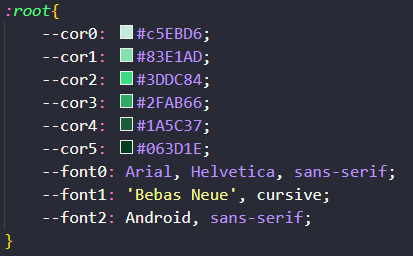 :root{
--cor0: #c5EBD6;
--cor1: #83E1AD;
--cor2: #3DDC84;
--cor3: #2FAB66;
--cor4: #1A5C37;
--cor5: #063D1E;
--font0: Arial, Helvetica, sans-serif;
--font1: 'Bebas Neue', cursive;
--font2: Android, sans-serif;
}